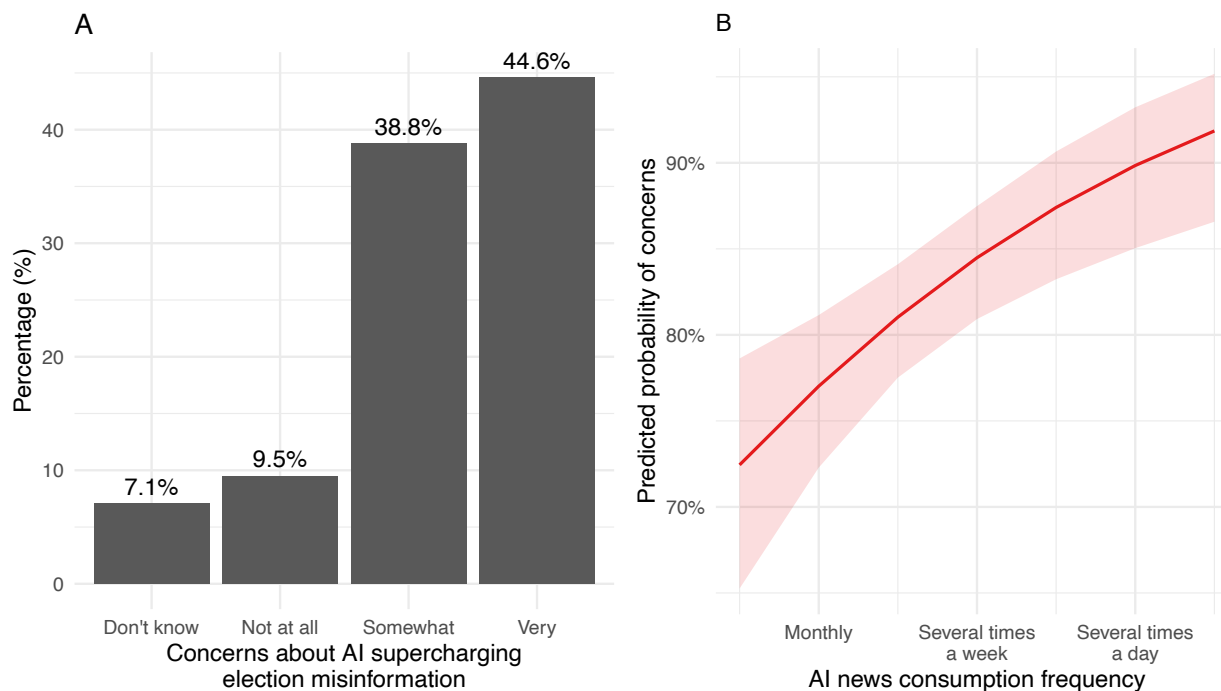 A
44.6%
38.8%
9.5%
7.1%
40
30
20
10
0
Percentage (%)
Don't know
Not at all
Somewhat
Very
Concerns about AI supercharging
election misinformation
B
90%
80%
70%
Predicted probability of concerns
Monthly
Several times
a week
Several times
a day
AI news consumption frequency